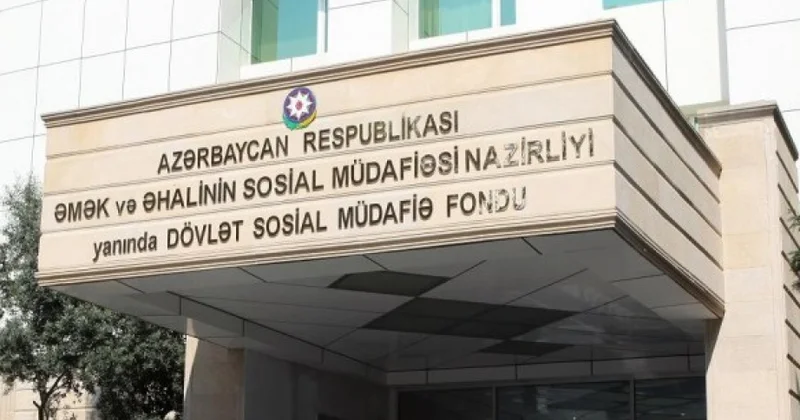 AZƏRBAYCAN RESPUBLİKASI
ƏMƏK və ƏHALİNİN SOSİAL MÜDAFİƏSİ NAZİRLİYİ
yanında DÖVLƏT SOSİAL MÜDAFİƏ FONDU